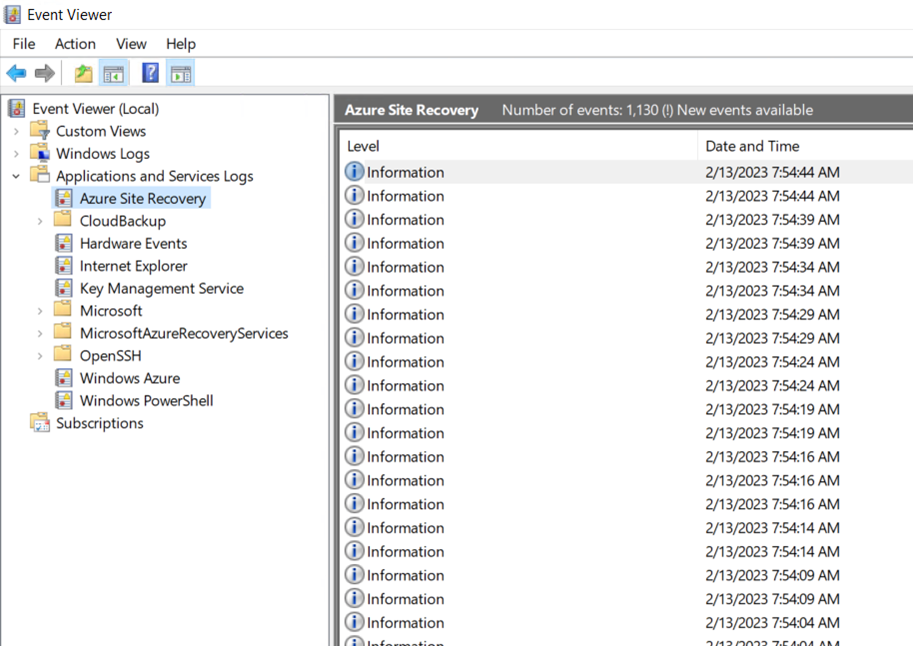 Event Viewer
File Action View Help
Event Viewer (Local)
Custom Views
Windows Logs
Applications and Services Logs
Azure Site Recovery
CloudBackup
Hardware Events
Internet Explorer
Key Management Service
Microsoft
MicrosoftAzureRecoveryServices
OpenSSH
Windows Azure
Windows PowerShell
Subscriptions
Azure Site Recovery Number of events: 1,130 (!) New events available
Level Date and Time
Information 2/13/2023 7:54:44 AM
Information 2/13/2023 7:54:44 AM
Information 2/13/2023 7:54:39 AM
Information 2/13/2023 7:54:39 AM
Information 2/13/2023 7:54:34 AM
Information 2/13/2023 7:54:34 AM
Information 2/13/2023 7:54:29 AM
Information 2/13/2023 7:54:29 AM
Information 2/13/2023 7:54:24 AM
Information 2/13/2023 7:54:24 AM
Information 2/13/2023 7:54:19 AM
Information 2/13/2023 7:54:19 AM
Information 2/13/2023 7:54:16 AM
Information 2/13/2023 7:54:16 AM
Information 2/13/2023 7:54:16 AM
Information 2/13/2023 7:54:14 AM
Information 2/13/2023 7:54:14 AM
Information 2/13/2023 7:54:09 AM
Information 2/13/2023 7:54:09 AM
Information 2/13/2023 7:54:04 AM
Information 2/13/2023 7:54:04 AM